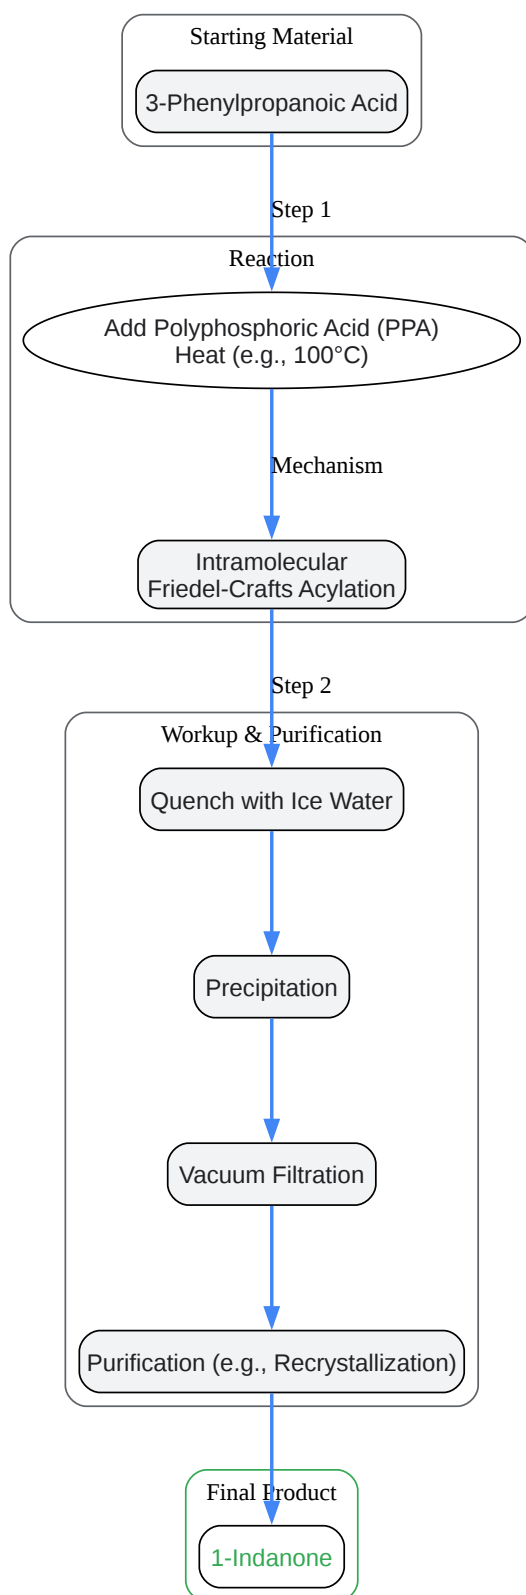 Starting Material
3-Phenylpropanoic Acid
Step 1
Reaction
Add Polyphosphoric Acid (PPA)
Heat (e.g., 100°C)
Mechanism
Intramolecular
Friedel-Crafts Acylation
Step 2
Workup & Purification
Quench with Ice Water
Precipitation
Vacuum Filtration
Purification (e.g., Recrystallization)
Final Product
1-Indanone